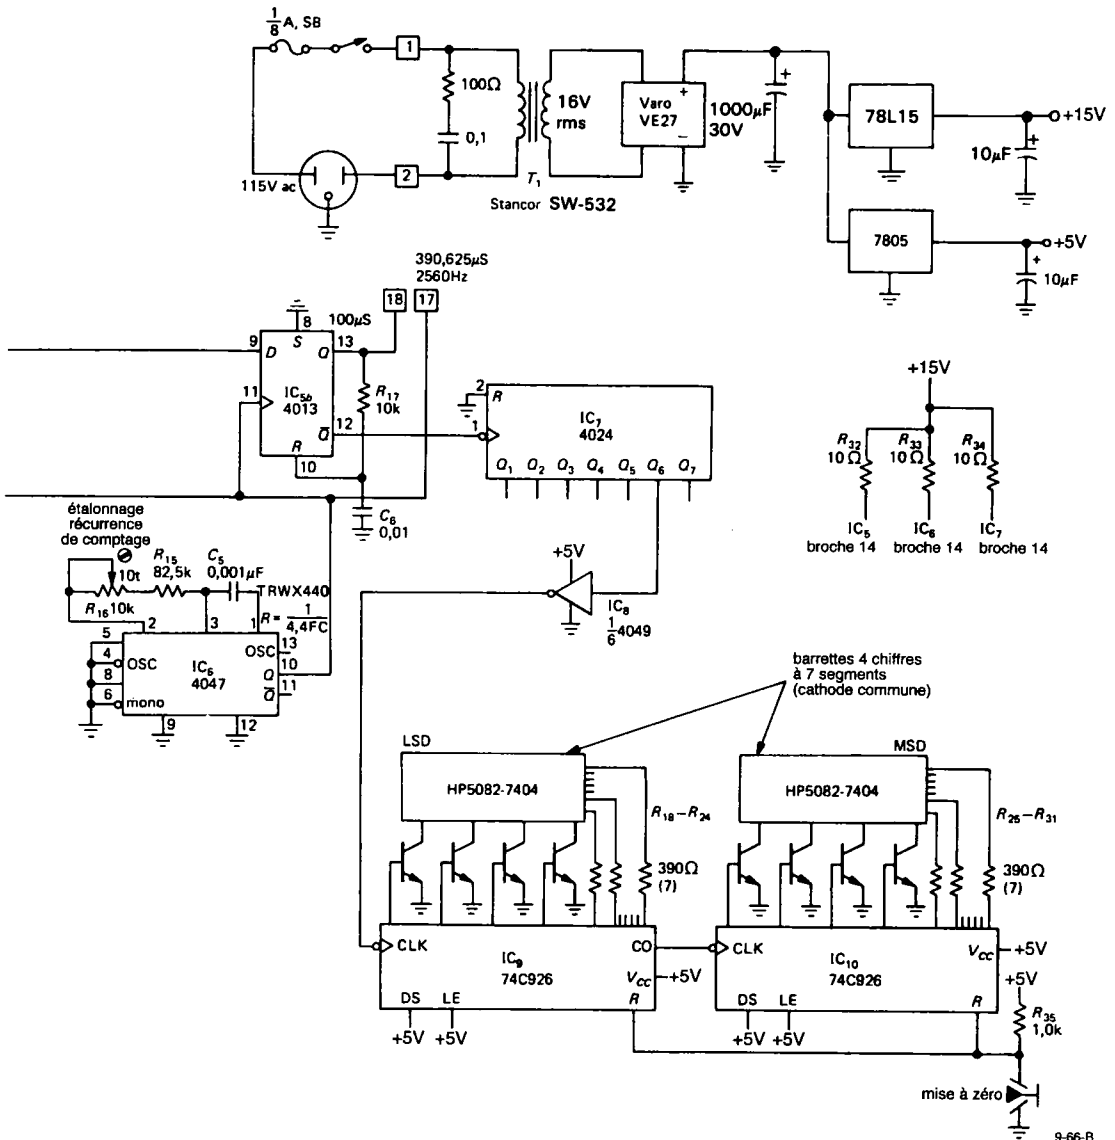 1/8 A, SB
1
100Ω
0,1
2
115V ac
16V
rms
T1
Stancor SW-532
Varo
VE27
+
−
1000µF
30V
+
78L15
+15V
+
10µF
7805
+5V
+
10µF
390,625µS
2560Hz
18
17
100µS
8
S
9
D
Q
13
11
IC5b
4013
R17
10k
Q̅
12
R
10
C6
0,01
2
R
1
IC7
4024
Q1 Q2 Q3 Q4 Q5 Q6 Q7
+15V
R32
10Ω
R33
10Ω
R34
10Ω
IC5
broche 14
IC6
broche 14
IC7
broche 14
étalonnage
récurrence
de comptage
10t
R16 10k
R15
82,5k
C5
0,001µF
TRWX440
R = 1/4,4FC
2
3
1
5
4
8
6
OSC
mono
IC6
4047
OSC
13
Q
10
Q̅
11
9
12
+5V
IC8
1/6 4049
barrettes 4 chiffres
à 7 segments
(cathode commune)
LSD
HP5082-7404
R18–R24
390Ω
(7)
MSD
HP5082-7404
R25–R31
390Ω
(7)
CLK
IC9
74C926
CO
VCC
+5V
DS
LE
R
+5V
+5V
CLK
IC10
74C926
VCC
+5V
DS
LE
R
+5V
+5V
+5V
R35
1,0k
mise à zéro
9-66-B